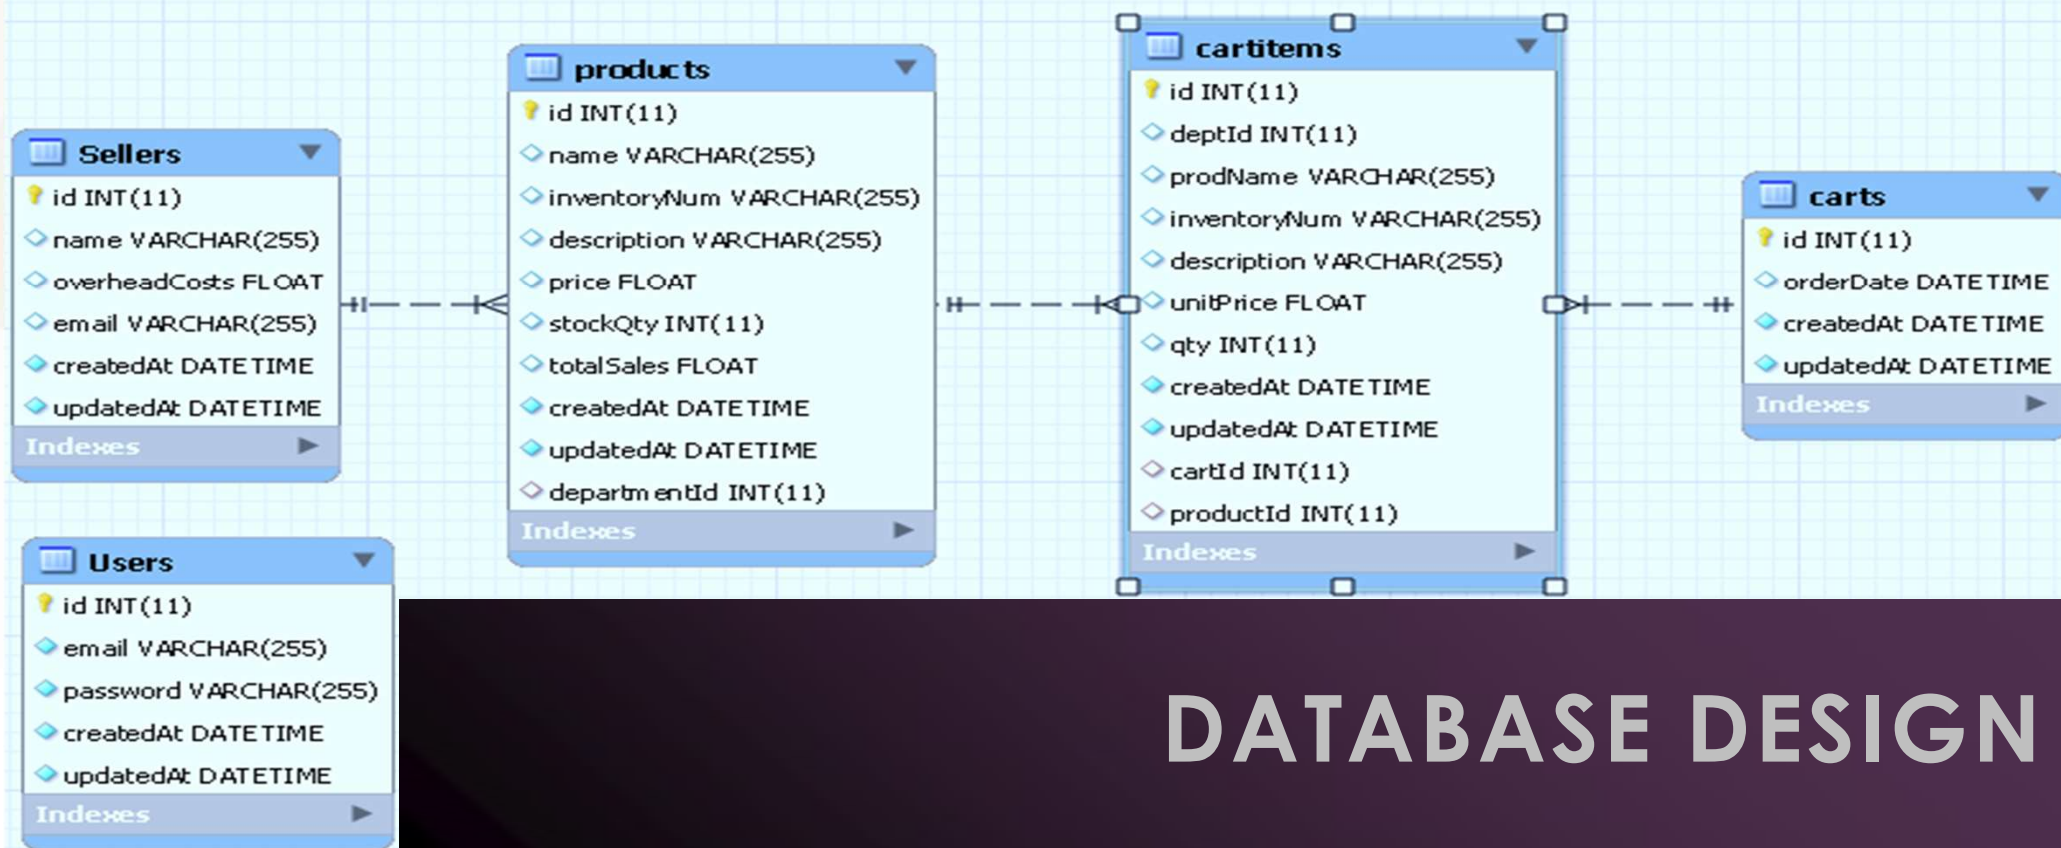 Sellers
id INT(11)
name VARCHAR(255)
overheadCosts FLOAT
email VARCHAR(255)
createdAt DATETIME
updatedAt DATETIME
Indexes
products
id INT(11)
name VARCHAR(255)
inventoryNum VARCHAR(255)
description VARCHAR(255)
price FLOAT
stockQty INT(11)
totalSales FLOAT
createdAt DATETIME
updatedAt DATETIME
departmentId INT(11)
Indexes
cartitems
id INT(11)
deptId INT(11)
prodName VARCHAR(255)
inventoryNum VARCHAR(255)
description VARCHAR(255)
unitPrice FLOAT
qty INT(11)
createdAt DATETIME
updatedAt DATETIME
cartId INT(11)
productId INT(11)
Indexes
carts
id INT(11)
orderDate DATETIME
createdAt DATETIME
updatedAt DATETIME
Indexes
Users
id INT(11)
email VARCHAR(255)
password VARCHAR(255)
createdAt DATETIME
updatedAt DATETIME
Indexes
DATABASE DESIGN